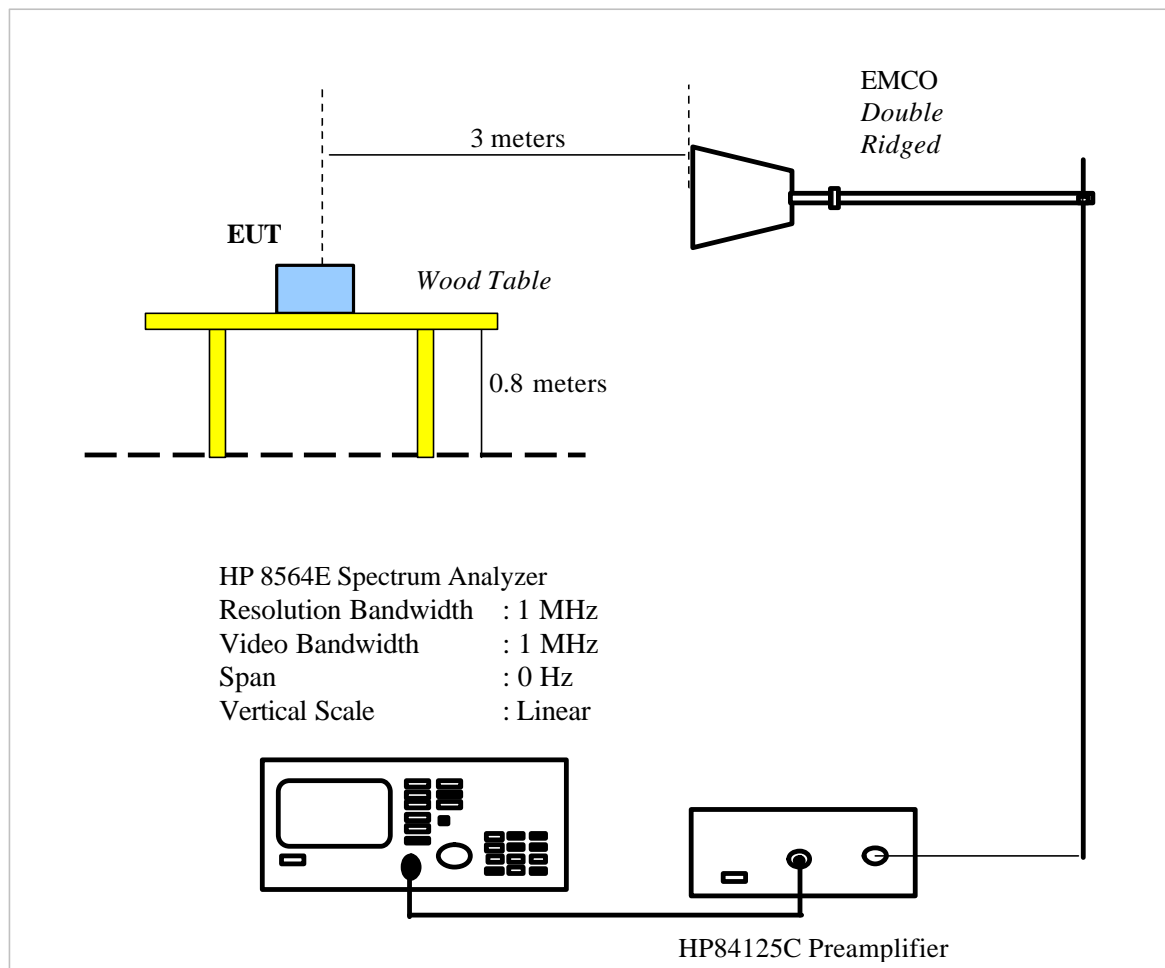 EMCO
Double
Ridged
3 meters
EUT
Wood Table
0.8 meters
HP 8564E Spectrum Analyzer
Resolution Bandwidth : 1 MHz
Video Bandwidth : 1 MHz
Span : 0 Hz
Vertical Scale : Linear
HP84125C Preamplifier